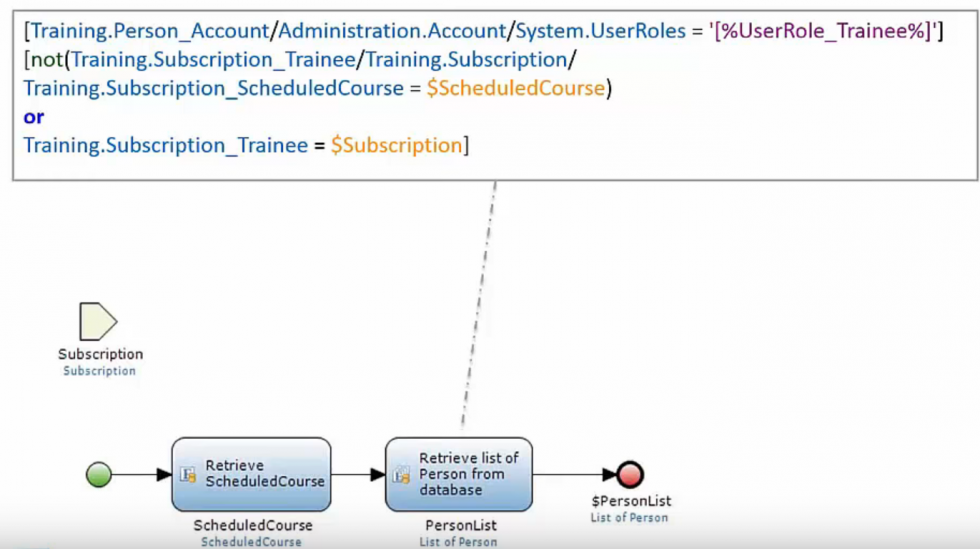 [Training.Person_Account/Administration.Account/System.UserRoles = '[%UserRole_Trainee%]']
[not(Training.Subscription_Trainee/Training.Subscription/
Training.Subscription_ScheduledCourse = $ScheduledCourse)
or
Training.Subscription_Trainee = $Subscription]
Subscription
Subscription
Retrieve
ScheduledCourse
ScheduledCourse
ScheduledCourse
Retrieve list of
Person from
database
PersonList
List of Person
$PersonList
List of Person